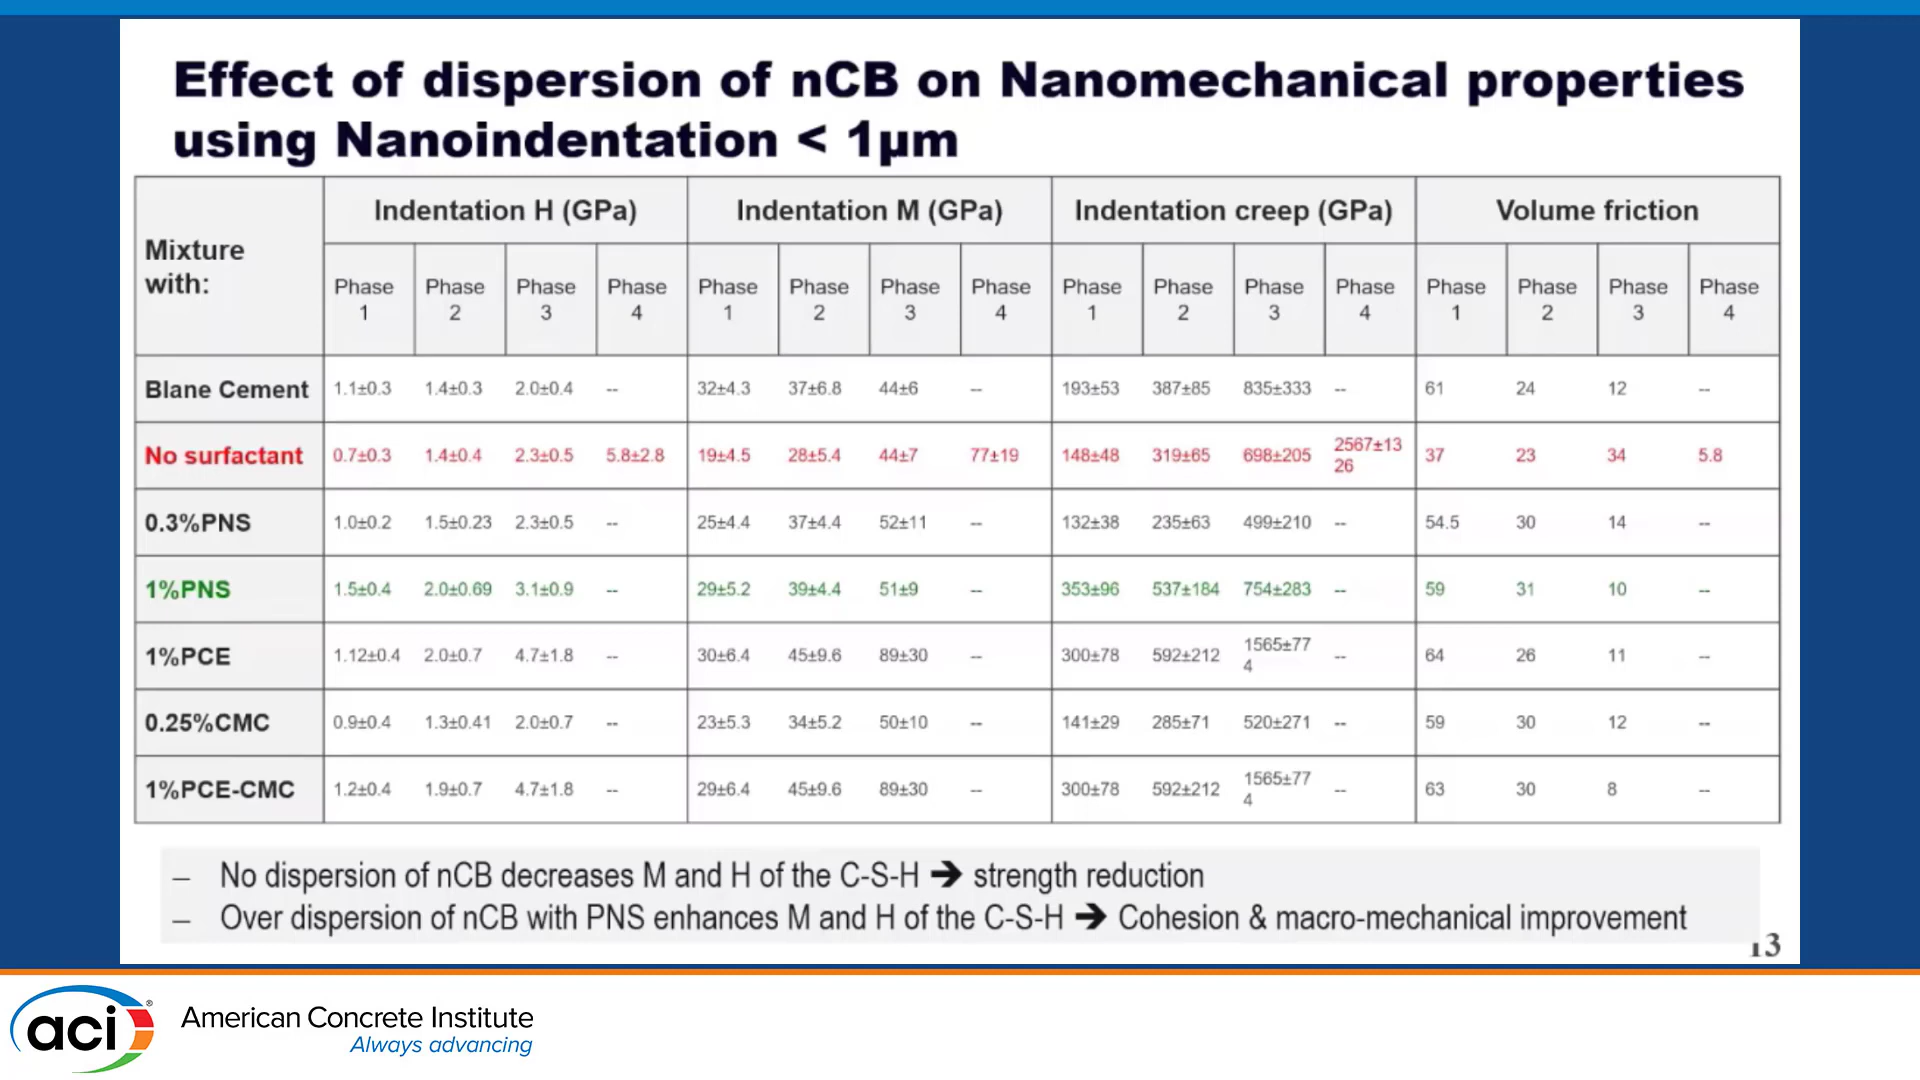 Effect of dispersion of nCB on Nanomechanical properties
using Nanoindentation < 1µm
Mixture with: Indentation H (GPa) Indentation M (GPa) Indentation creep (GPa) Volume friction
Phase 1 Phase 2 Phase 3 Phase 4 Phase 1 Phase 2 Phase 3 Phase 4 Phase 1 Phase 2 Phase 3 Phase 4 Phase 1 Phase 2 Phase 3 Phase 4
Blane Cement 1.1±0.3 1.4±0.3 2.0±0.4 -- 32±4.3 37±6.8 44±6 -- 193±53 387±85 835±333 -- 61 24 12 --
No surfactant 0.7±0.3 1.4±0.4 2.3±0.5 5.8±2.8 19±4.5 28±5.4 44±7 77±19 148±48 319±65 698±205 2567±1326 37 23 34 5.8
0.3%PNS 1.0±0.2 1.5±0.23 2.3±0.5 -- 25±4.4 37±4.4 52±11 -- 132±38 235±63 499±210 -- 54.5 30 14 --
1%PNS 1.5±0.4 2.0±0.69 3.1±0.9 -- 29±5.2 39±4.4 51±9 -- 353±96 537±184 754±283 -- 59 31 10 --
1%PCE 1.12±0.4 2.0±0.7 4.7±1.8 -- 30±6.4 45±9.6 89±30 -- 300±78 592±212 1565±774 -- 64 26 11 --
0.25%CMC 0.9±0.4 1.3±0.41 2.0±0.7 -- 23±5.3 34±5.2 50±10 -- 141±29 285±71 520±271 -- 59 30 12 --
1%PCE-CMC 1.2±0.4 1.9±0.7 4.7±1.8 -- 29±6.4 45±9.6 89±30 -- 300±78 592±212 1565±774 -- 63 30 8 --
– No dispersion of nCB decreases M and H of the C-S-H ➔ strength reduction
– Over dispersion of nCB with PNS enhances M and H of the C-S-H ➔ Cohesion & macro-mechanical improvement
13
aci®
American Concrete Institute
Always advancing